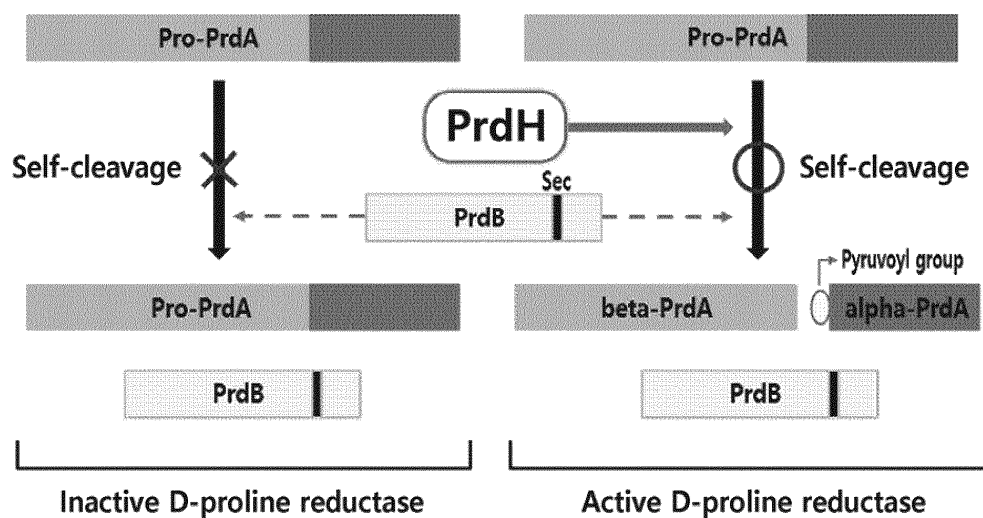 Pro-PrdA
Pro-PrdA
PrdH
Self-cleavage
Self-cleavage
Sec
PrdB
Pyruvoyl group
Pro-PrdA
beta-PrdA
alpha-PrdA
PrdB
PrdB
Inactive D-proline reductase
Active D-proline reductase